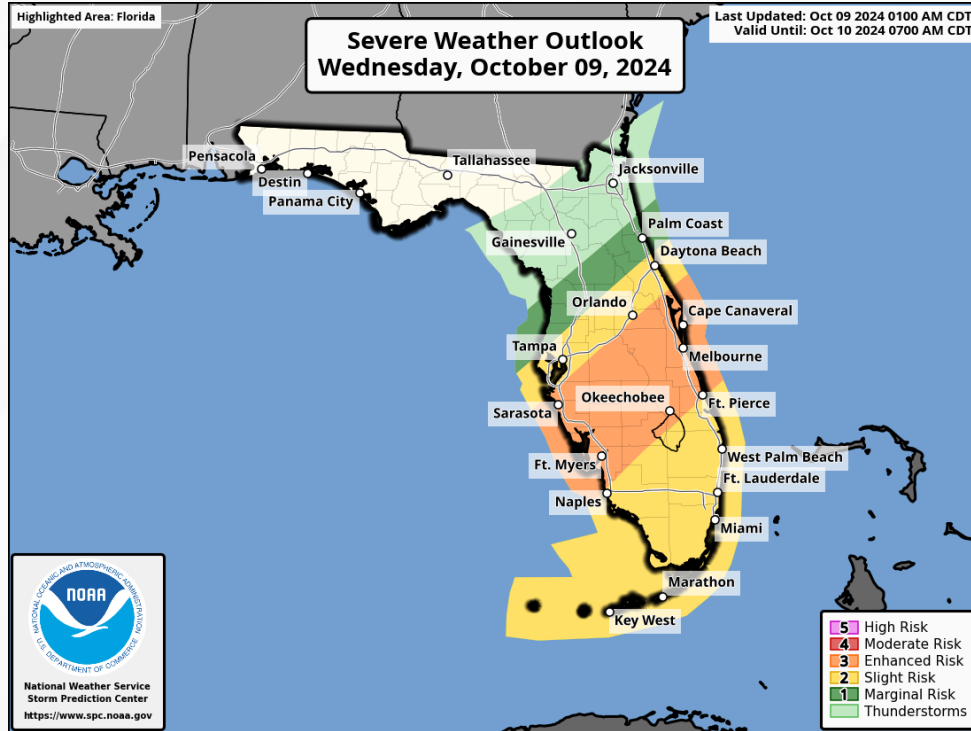 Highlighted Area: Florida
Last Updated: Oct 09 2024 0100 AM CDT
Valid Until: Oct 10 2024 0700 AM CDT
Severe Weather Outlook
Wednesday, October 09, 2024
Pensacola
Tallahassee
Jacksonville
Destin
Panama City
Palm Coast
Gainesville
Daytona Beach
Orlando
Cape Canaveral
Tampa
Melbourne
Okeechobee
Ft. Pierce
Sarasota
West Palm Beach
Ft. Myers
Ft. Lauderdale
Naples
Miami
Marathon
Key West
NATIONAL OCEANIC AND ATMOSPHERIC ADMINISTRATION
NOAA
U.S. DEPARTMENT OF COMMERCE
National Weather Service
Storm Prediction Center
https://www.spc.noaa.gov
5 High Risk
4 Moderate Risk
3 Enhanced Risk
2 Slight Risk
1 Marginal Risk
Thunderstorms